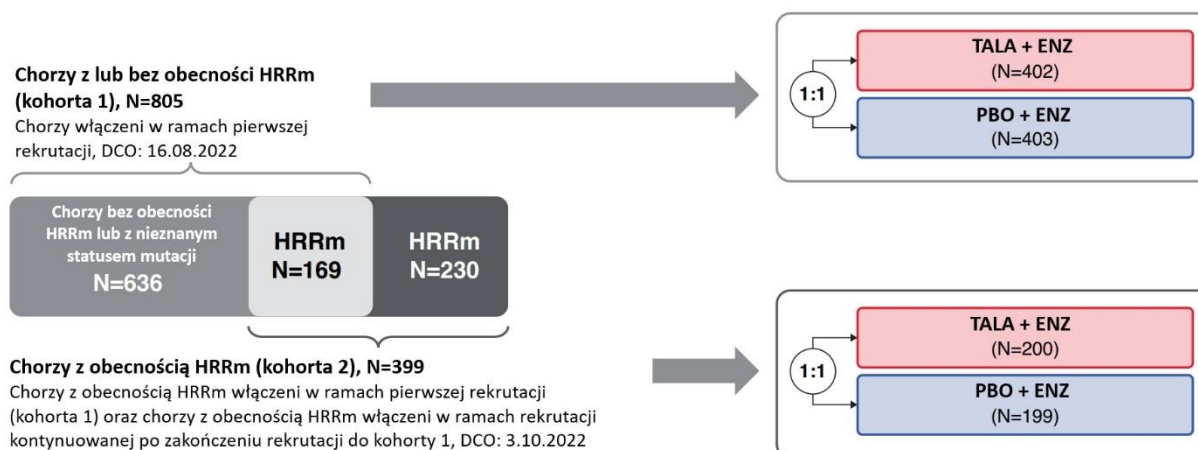 Chorzy z lub bez obecności HRRm
(kohorta 1), N=805
Chorzy włączeni w ramach pierwszej
rekrutacji, DCO: 16.08.2022
TALA + ENZ
(N=402)
1:1
PBO + ENZ
(N=403)
Chorzy bez obecności
HRRm lub z nieznanym
statusem mutacji
N=636
HRRm
N=169
HRRm
N=230
Chorzy z obecnością HRRm (kohorta 2), N=399
Chorzy z obecnością HRRm włączeni w ramach pierwszej rekrutacji
(kohorta 1) oraz chorzy z obecnością HRRm włączeni w ramach rekrutacji
kontynuowanej po zakończeniu rekrutacji do kohorty 1, DCO: 3.10.2022
TALA + ENZ
(N=200)
1:1
PBO + ENZ
(N=199)